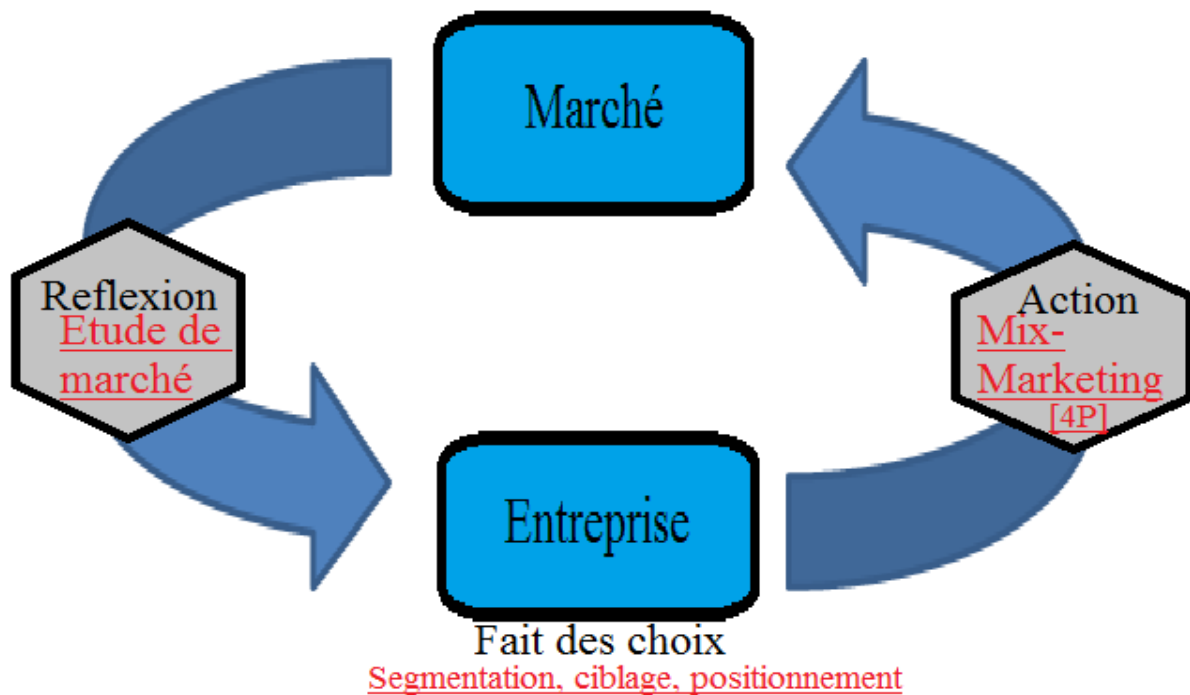 Marché
Reflexion
Etude de
marché
Action
Mix-
Marketing
[4P]
Entreprise
Fait des choix
Segmentation, ciblage, positionnement